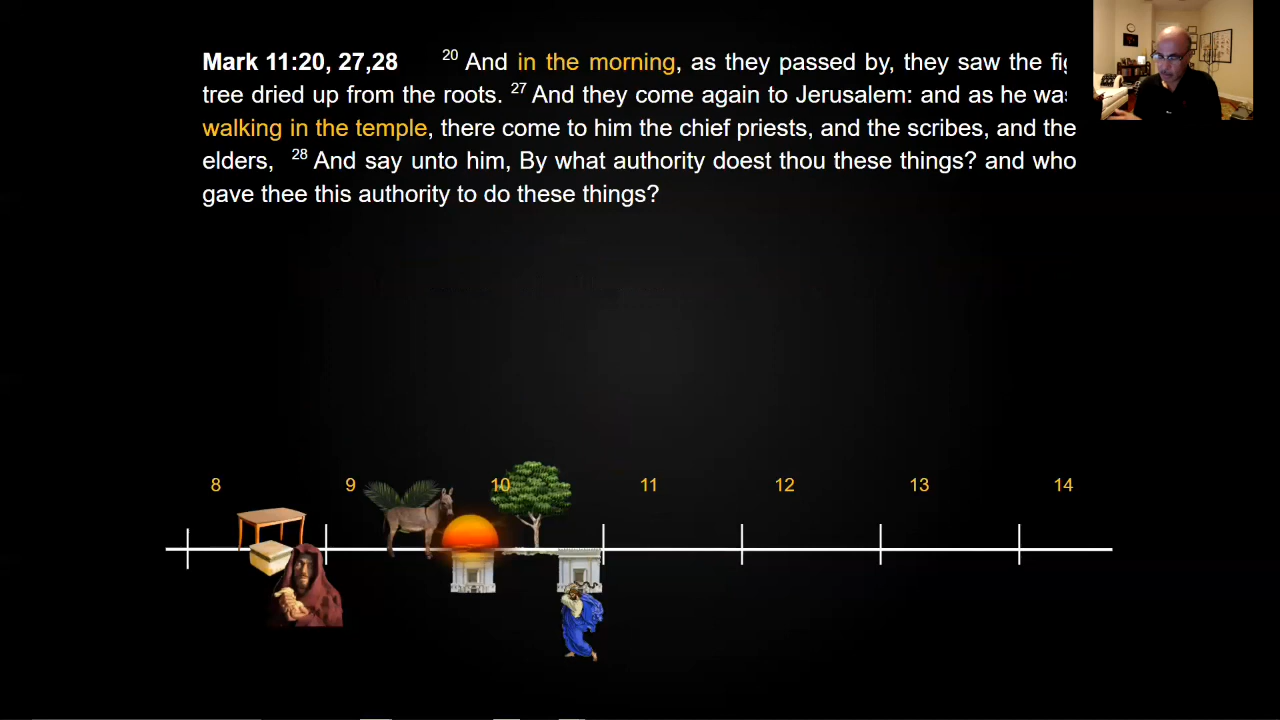 Mark 11:20, 27,28 20 And in the morning, as they passed by, they saw the fig
tree dried up from the roots. 27 And they come again to Jerusalem: and as he was
walking in the temple, there come to him the chief priests, and the scribes, and the
elders, 28 And say unto him, By what authority doest thou these things? and who
gave thee this authority to do these things?
8 9 10 11 12 13 14